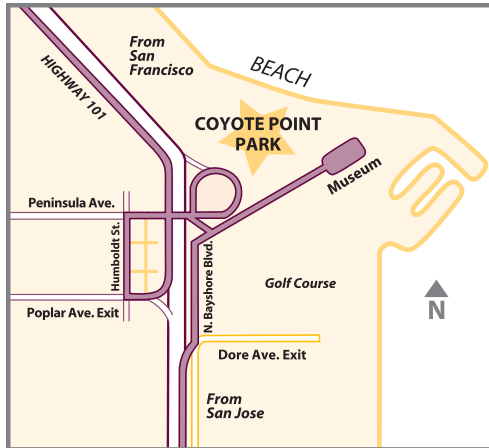 From
San
Francisco
HIGHWAY 101
BEACH
COYOTE POINT
PARK
Museum
Peninsula Ave.
Humboldt St.
N. Bayshore Blvd.
Golf Course
Poplar Ave. Exit
N
Dore Ave. Exit
From
San Jose